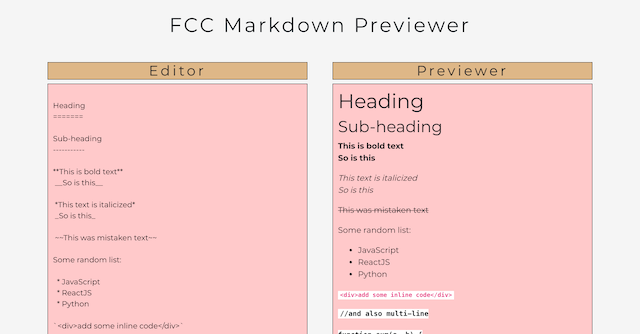 FCC Markdown Previewer
Editor
Heading
=======
Sub-heading
-----------
**This is bold text**
__So is this__
*This text is italicized*
_So is this_
~~This was mistaken text~~
Some random list:
* JavaScript
* ReactJS
* Python
`<div>add some inline code</div>`
Previewer
Heading
Sub-heading
This is bold text
So is this
This text is italicized
So is this
This was mistaken text
Some random list:
• JavaScript
• ReactJS
• Python
<div>add some inline code</div>
//and also multi-line
function